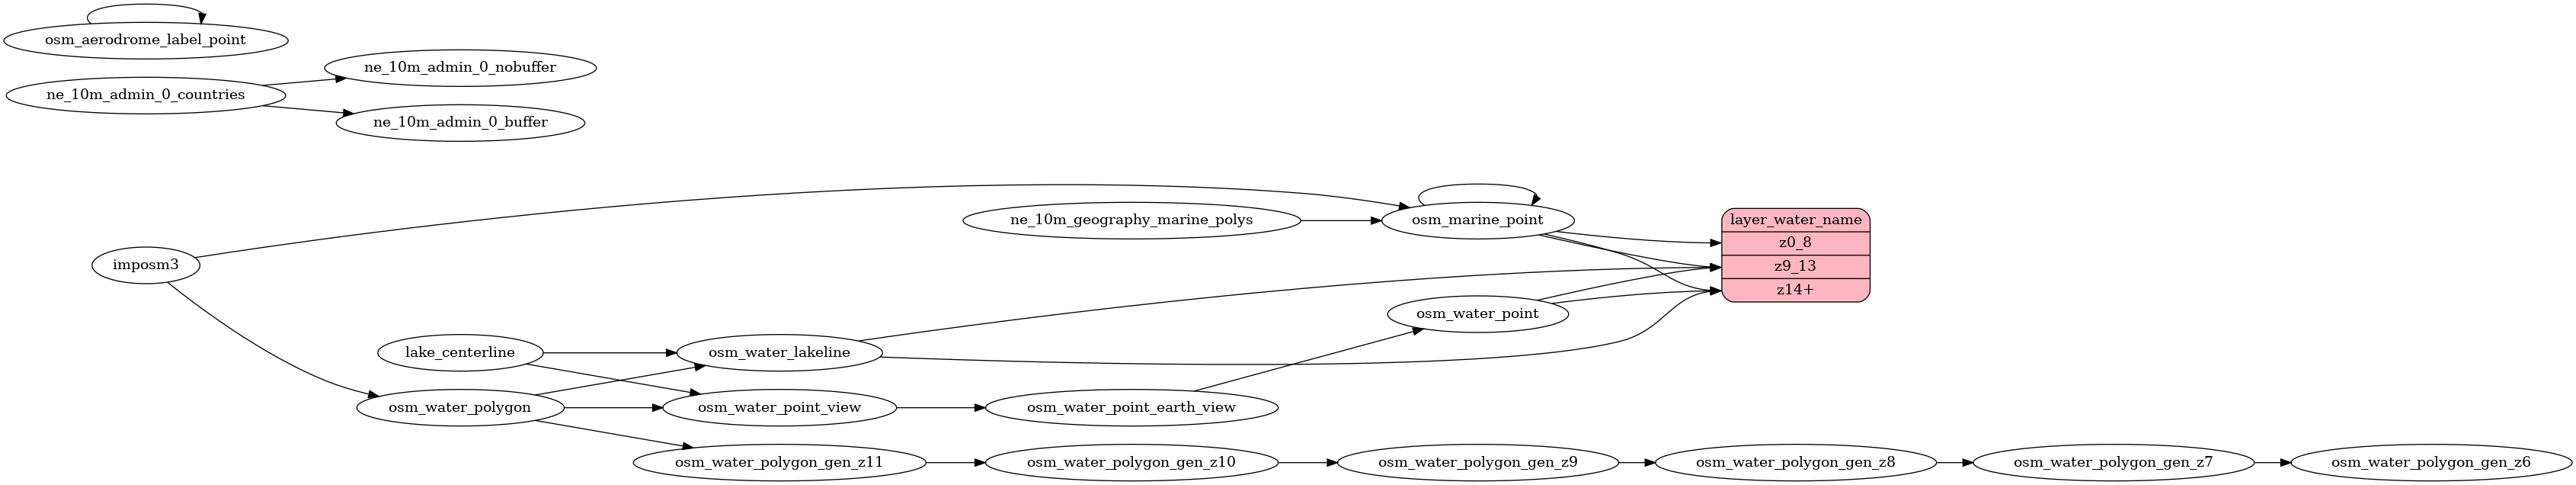 osm_aerodrome_label_point
ne_10m_admin_0_nobuffer
ne_10m_admin_0_countries
ne_10m_admin_0_buffer
ne_10m_geography_marine_polys
osm_marine_point
layer_water_name
z0_8
z9_13
z14+
imposm3
osm_water_point
lake_centerline
osm_water_lakeline
osm_water_polygon
osm_water_point_view
osm_water_point_earth_view
osm_water_polygon_gen_z11
osm_water_polygon_gen_z10
osm_water_polygon_gen_z9
osm_water_polygon_gen_z8
osm_water_polygon_gen_z7
osm_water_polygon_gen_z6